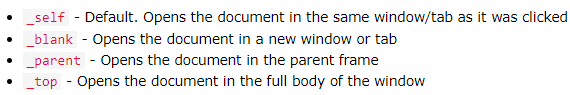 • _self - Default. Opens the document in the same window/tab as it was clicked
• _blank - Opens the document in a new window or tab
• _parent - Opens the document in the parent frame
• _top - Opens the document in the full body of the window